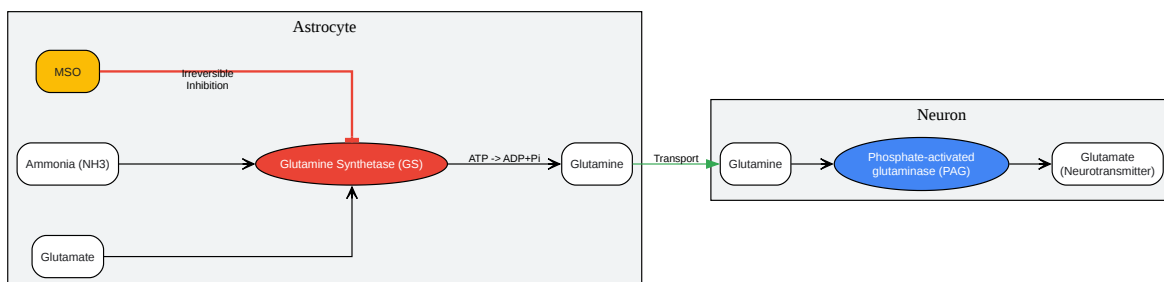 Astrocyte
MSO
Irreversible
Inhibition
Ammonia (NH3)
Glutamine Synthetase (GS)
ATP -> ADP+Pi
Glutamine
Transport
Glutamate
Neuron
Glutamine
Phosphate-activated
glutaminase (PAG)
Glutamate
(Neurotransmitter)